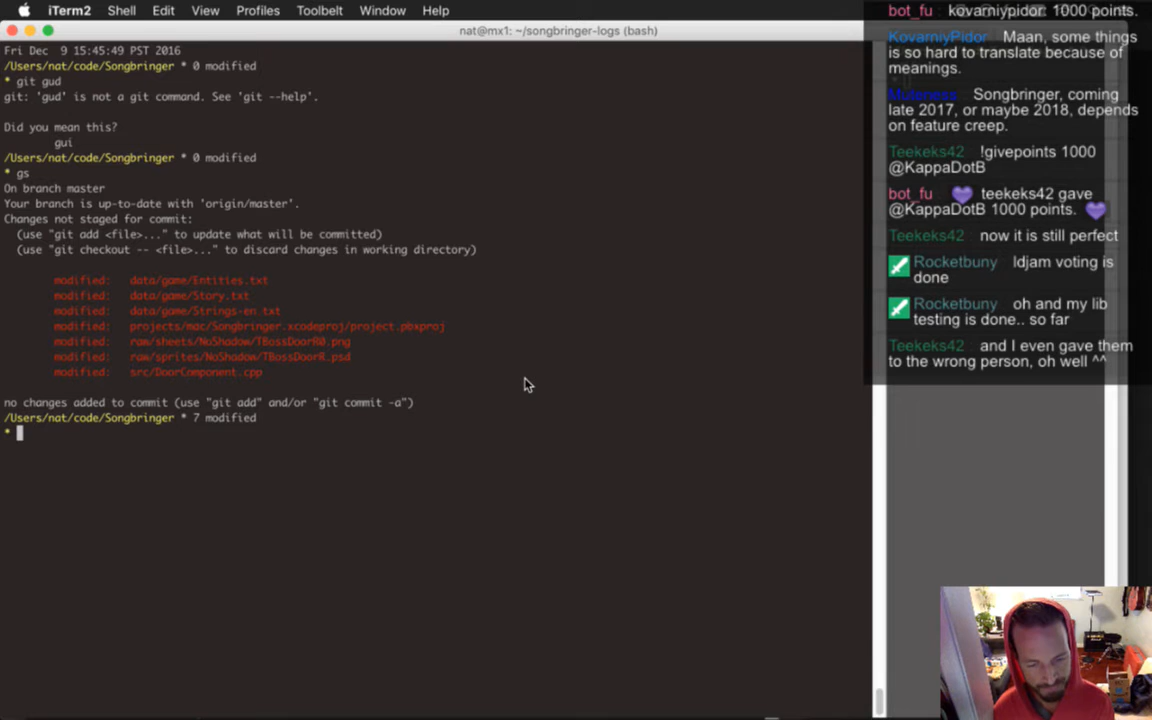 iTerm2 Shell Edit View Profiles Toolbelt Window Help
nat@mx1: ~/songbringer-logs (bash)
Fri Dec  9 15:45:49 PST 2016
/Users/nat/code/Songbringer * 0 modified
* git gud
git: 'gud' is not a git command. See 'git --help'.
Did you mean this?
gui
/Users/nat/code/Songbringer * 0 modified
* gs
On branch master
Your branch is up-to-date with 'origin/master'.
Changes not staged for commit:
(use "git add <file>..." to update what will be committed)
(use "git checkout -- <file>..." to discard changes in working directory)
modified: data/game/Entities.txt
modified: data/game/Story.txt
modified: data/game/Strings-en.txt
modified: projects/mac/Songbringer.xcodeproj/project.pbxproj
modified: raw/sheets/NoShadow/TBossDoorR0.png
modified: raw/sprites/NoShadow/TBossDoorR.psd
modified: src/DoorComponent.cpp
no changes added to commit (use "git add" and/or "git commit -a")
/Users/nat/code/Songbringer * 7 modified
*
bot_fu kovarniypidor 1000 points.
KovarniyPidor Maan, some things
is so hard to translate because of
meanings.
Muleness Songbringer, coming
late 2017, or maybe 2018, depends
on feature creep.
Teekeks42 !givepoints 1000
@KappaDotB
bot_fu teekeks42 gave
@KappaDotB 1000 points.
Teekeks42 now it is still perfect
Rocketbuny ldjam voting is
done
Rocketbuny oh and my lib
testing is done.. so far
Teekeks42 and I even gave them
to the wrong person, oh well ^^